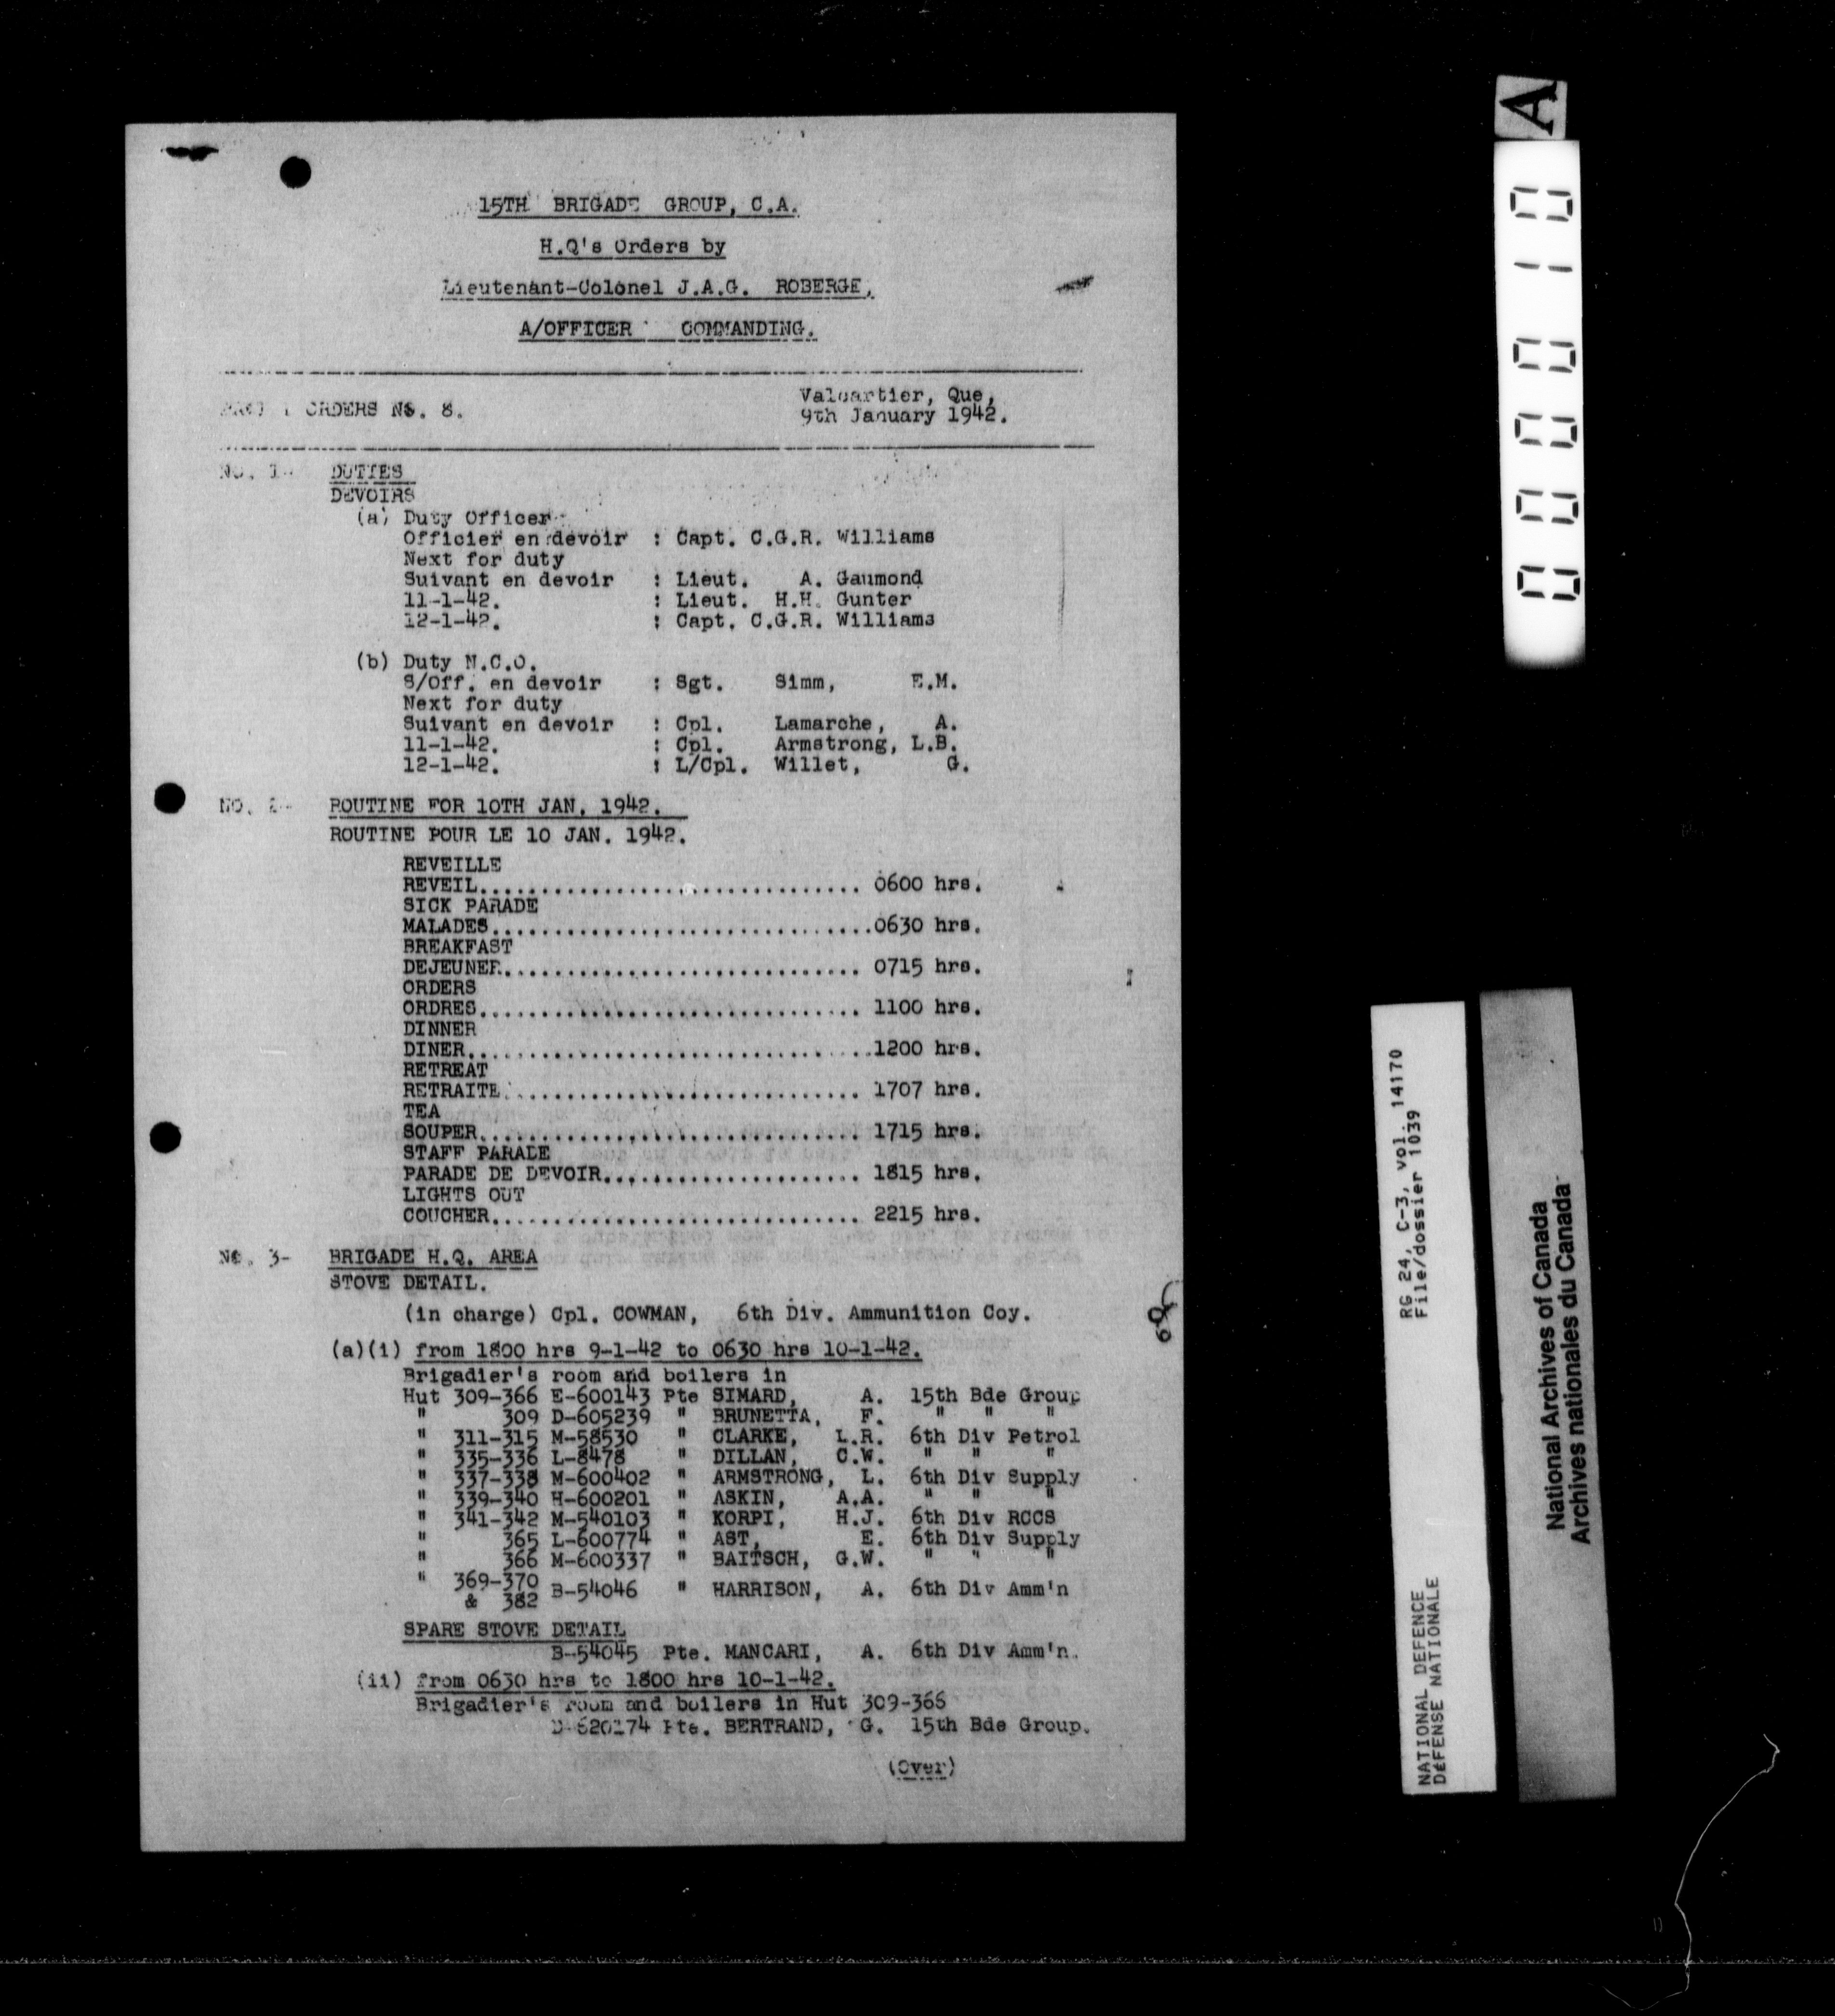 15TH BRIGADE GROUP, C.A.
H.Q's Orders by
Lieutenant-Colonel J.A.G. ROBERGE,
A/OFFICER COMMANDING.
ORDERS NO. 8.
Valcartier, Que,
9th January 1942.
NO. 1- DUTIES
DEVOIRS
(a) Duty Officer
Officier en devoir : Capt. C.G.R. Williams
Next for duty
Suivant en devoir : Lieut. A. Gaumond
11-1-42. : Lieut. H.H. Gunter
12-1-42. : Capt. C.G.R. Williams
(b) Duty N.C.O.
S/Off. en devoir : Sgt. Simm, E.M.
Next for duty
Suivant en devoir : Cpl. Lamarche, A.
11-1-42. : Cpl. Armstrong, L.B.
12-1-42. : L/Cpl. Willet, G.
NO. 2- ROUTINE FOR 10TH JAN. 1942.
ROUTINE POUR LE 10 JAN. 1942.
REVEILLE
REVEIL............................... 0600 hrs.
SICK PARADE
MALADES...............................0630 hrs.
BREAKFAST
DEJEUNER............................. 0715 hrs.
ORDERS
ORDRES............................... 1100 hrs.
DINNER
DINER.................................1200 hrs.
RETREAT
RETRAITE............................. 1707 hrs.
TEA
SOUPER............................... 1715 hrs.
STAFF PARADE
PARADE DE DEVOIR..................... 1815 hrs.
LIGHTS OUT
COUCHER.............................. 2215 hrs.
NO. 3- BRIGADE H.Q. AREA
STOVE DETAIL.
(in charge) Cpl. COWMAN, 6th Div. Ammunition Coy.
(a)(i) from 1800 hrs 9-1-42 to 0630 hrs 10-1-42.
Brigadier's room and boilers in
Hut 309-366 E-600143 Pte SIMARD, A. 15th Bde Group
" 309 D-605239 " BRUNETTA, F. " " "
" 311-315 M-58530 " CLARKE, L.R. 6th Div Petrol
" 335-336 L-8478 " DILLAN, C.W. " " "
" 337-338 M-600402 " ARMSTRONG, L. 6th Div Supply
" 339-340 H-600201 " ASKIN, A.A. " " "
" 341-342 M-540103 " KORPI, H.J. 6th Div RCCS
" 365 L-600774 " AST, E. 6th Div Supply
" 366 M-600337 " BAITSCH, G.W. " " "
" 369-370
& 382 B-54046 " HARRISON, A. 6th Div Amm'n
SPARE STOVE DETAIL
B-54045 Pte. MANCARI, A. 6th Div Amm'n.
(ii) from 0630 hrs to 1800 hrs 10-1-42.
Brigadier's room and boilers in Hut 309-366
D-620174 Pte. BERTRAND, G. 15th Bde Group.
(Over)
A
000010
RG 24, C-3, vol. 14170
File/dossier 1039
NATIONAL DEFENCE
DÉFENSE NATIONALE
National Archives of Canada
Archives nationales du Canada